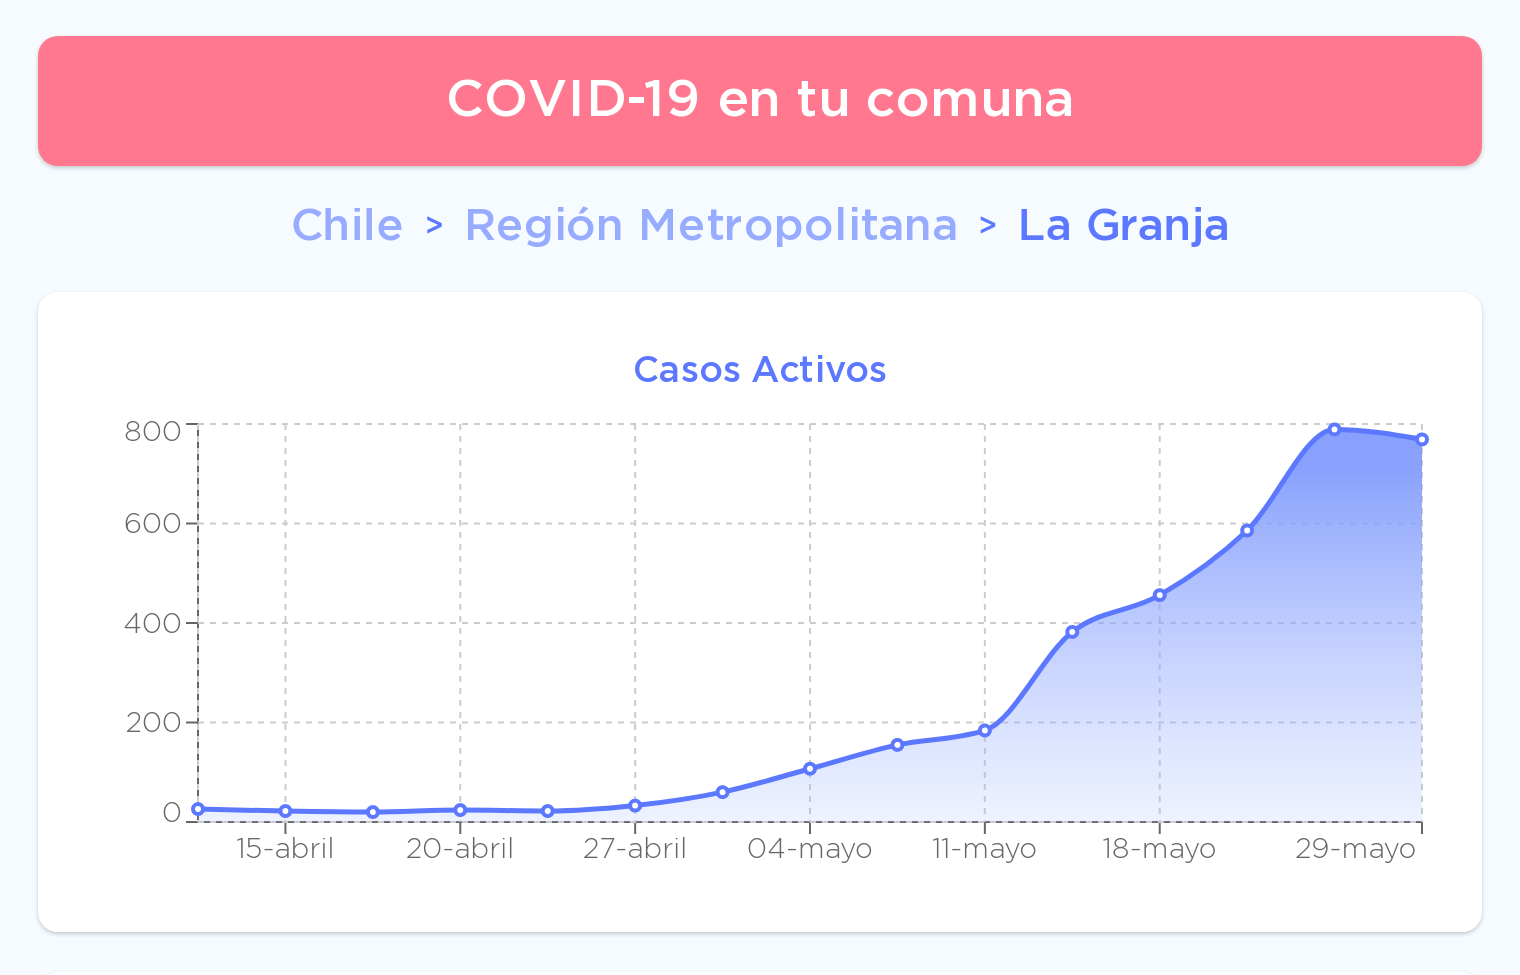 COVID-19 en tu comuna
Chile > Región Metropolitana > La Granja
Casos Activos
800
600
400
200
0
15-abril 20-abril 27-abril 04-mayo 11-mayo 18-mayo 29-mayo